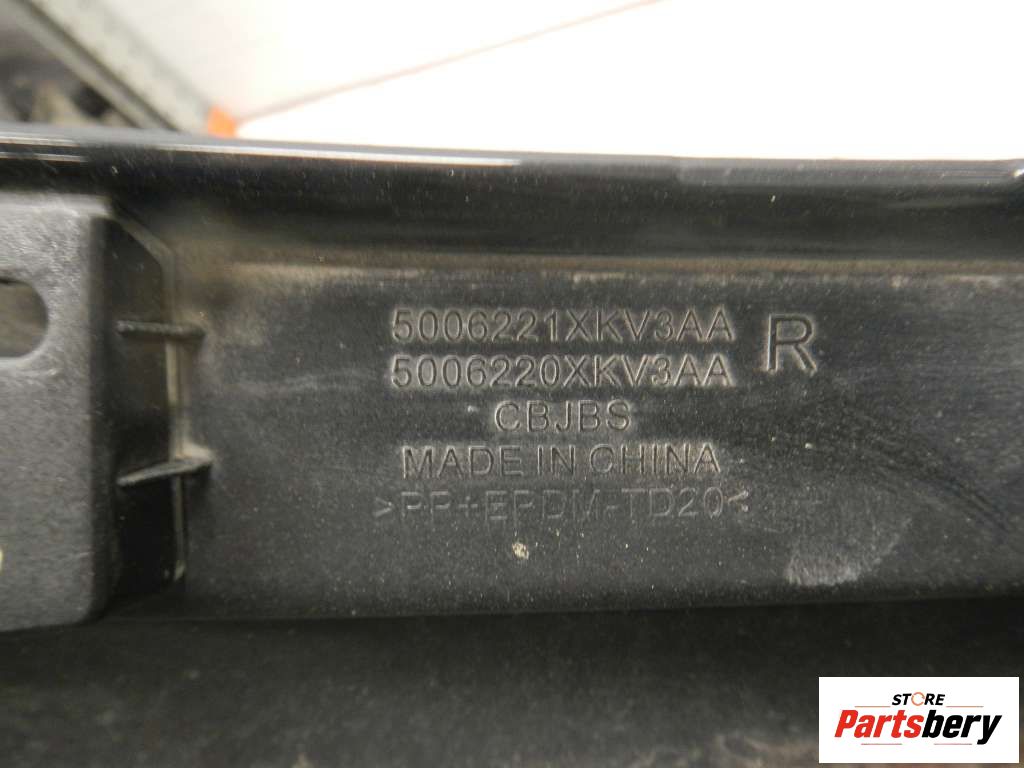 5006221XKV3AA R
5006220XKV3AA
CBJBS
MADE IN CHINA
>PP+EPDM-TD20<
STORE
Partsbery